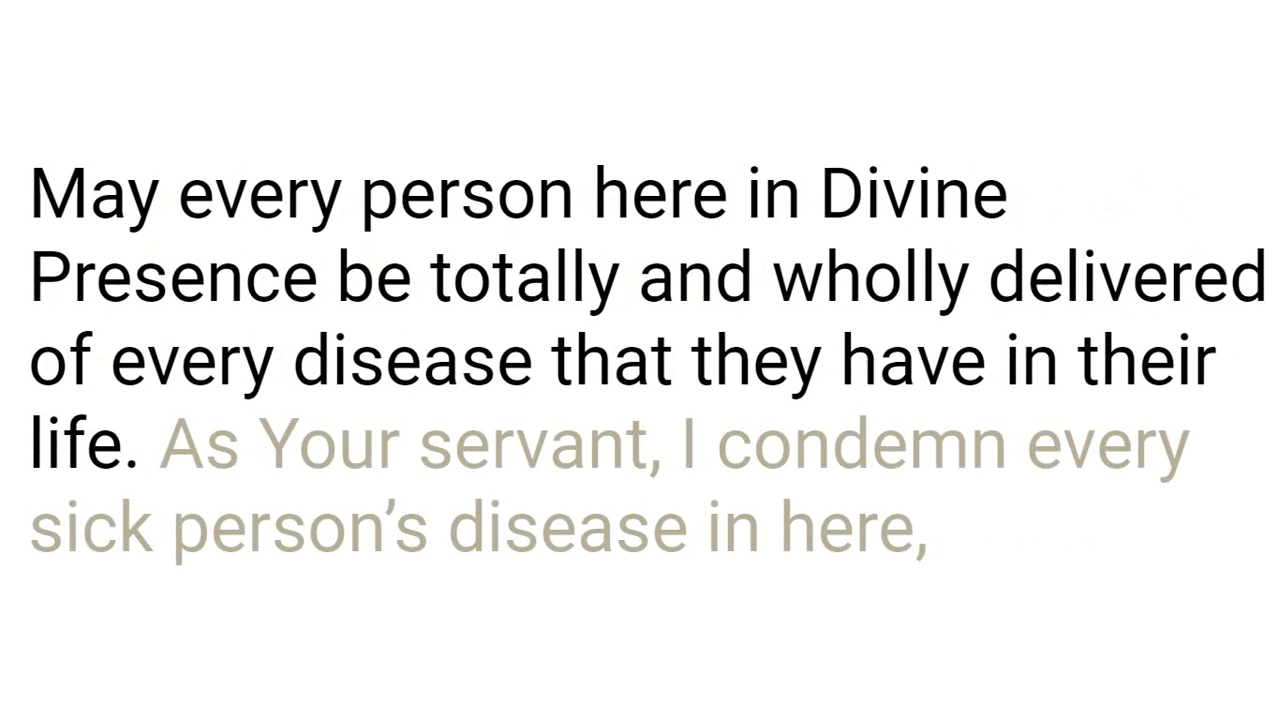 May every person here in Divine
Presence be totally and wholly delivered
of every disease that they have in their
life. As Your servant, I condemn every
sick person’s disease in here,